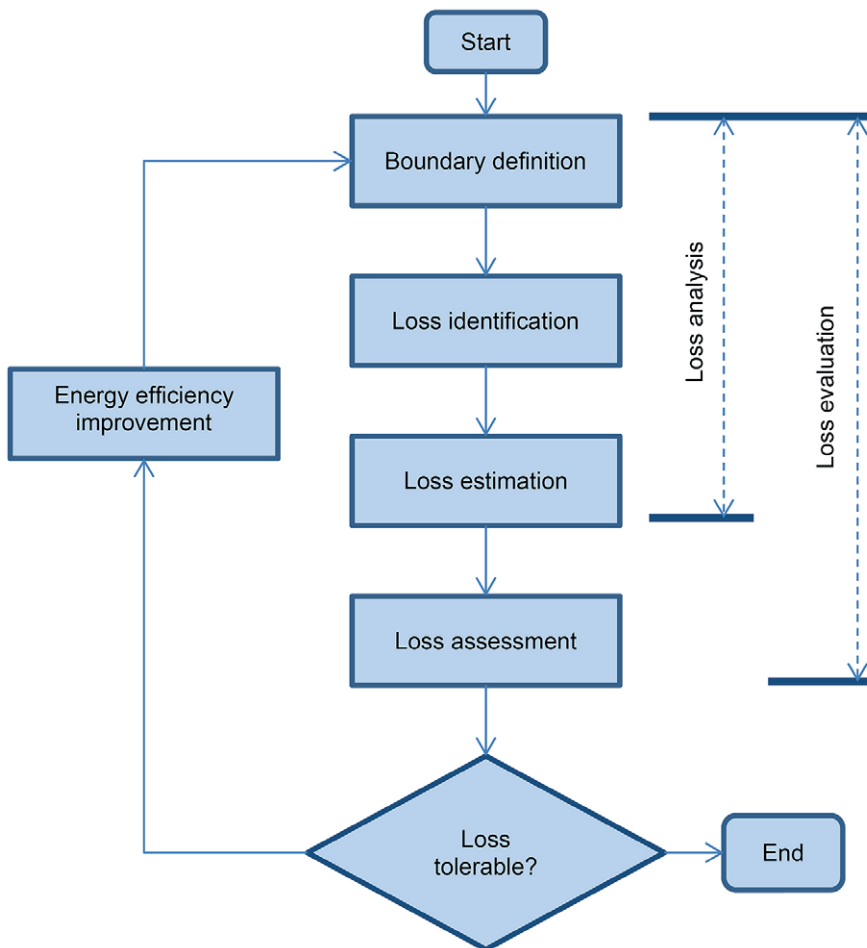 Start
Boundary definition
Loss identification
Energy efficiency
improvement
Loss estimation
Loss assessment
Loss
tolerable?
End
Loss analysis
Loss evaluation